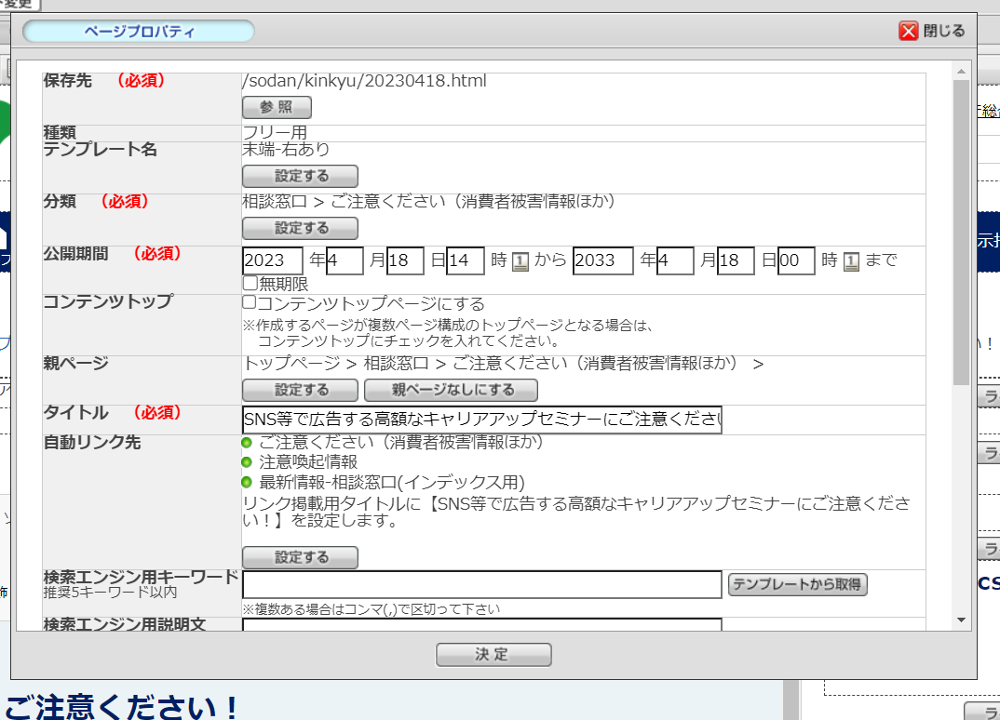 変更
ページプロパティ
閉じる
保存先 （必須） /sodan/kinkyu/20230418.html
参 照
種類 フリー用
テンプレート名 末端-右あり
設定する
分類 （必須） 相談窓口 > ご注意ください（消費者被害情報ほか）
設定する
公開期間 （必須） 2023 年 4 月 18 日 14 時 1 から 2033 年 4 月 18 日 00 時 1 まで
無期限
コンテンツトップ コンテンツトップページにする
※作成するページが複数ページ構成のトップページとなる場合は、
コンテンツトップにチェックを入れてください。
親ページ トップページ > 相談窓口 > ご注意ください（消費者被害情報ほか） >
設定する 親ページなしにする
タイトル （必須） SNS等で広告する高額なキャリアアップセミナーにご注意くださ
自動リンク先 ご注意ください（消費者被害情報ほか）
注意喚起情報
最新情報-相談窓口(インデックス用)
リンク掲載用タイトルに【SNS等で広告する高額なキャリアアップセミナーにご注意くださ
い！】を設定します。
設定する
検索エンジン用キーワード
推奨5キーワード以内
テンプレートから取得
※複数ある場合はコンマ(,)で区切って下さい
検索エンジン用説明文
決 定
ご注意ください！